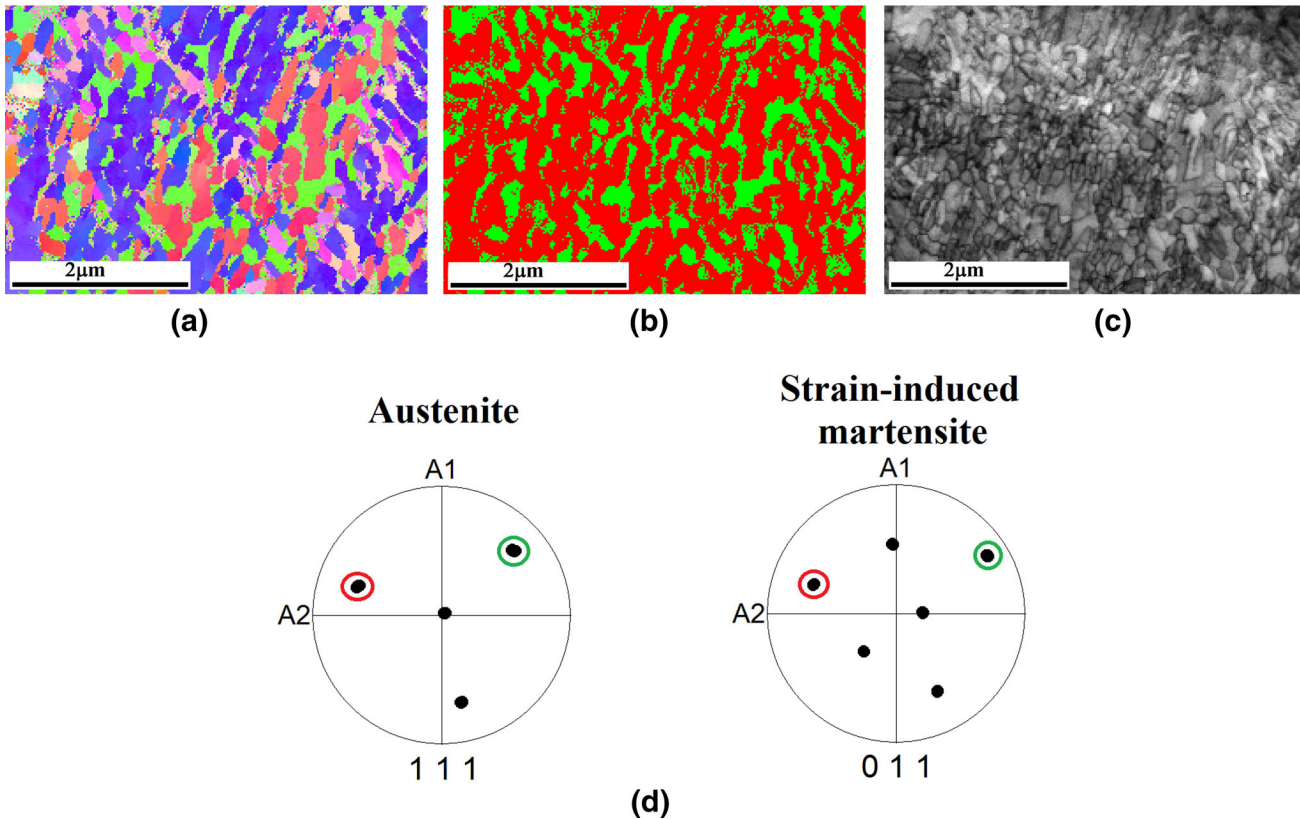 2μm
2μm
2μm
(a)
(b)
(c)
Austenite
Strain-induced
martensite
A1
A1
A2
A2
1 1 1
0 1 1
(d)